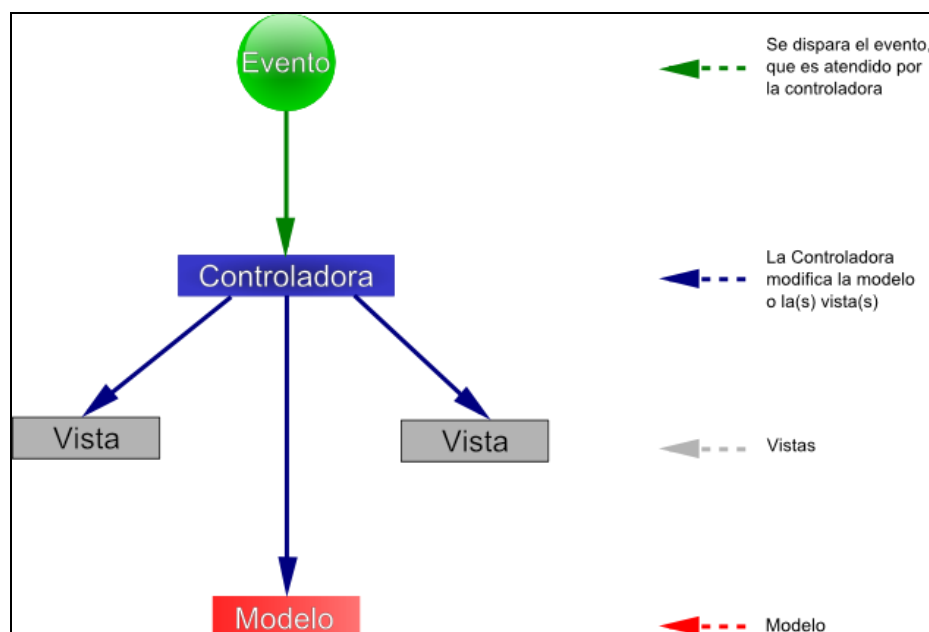 Evento
Se dispara el evento,
que es atendido por
la controladora
Controladora
La Controladora
modifica la modelo
o la(s) vista(s)
Vista
Vista
Vistas
Modelo
Modelo